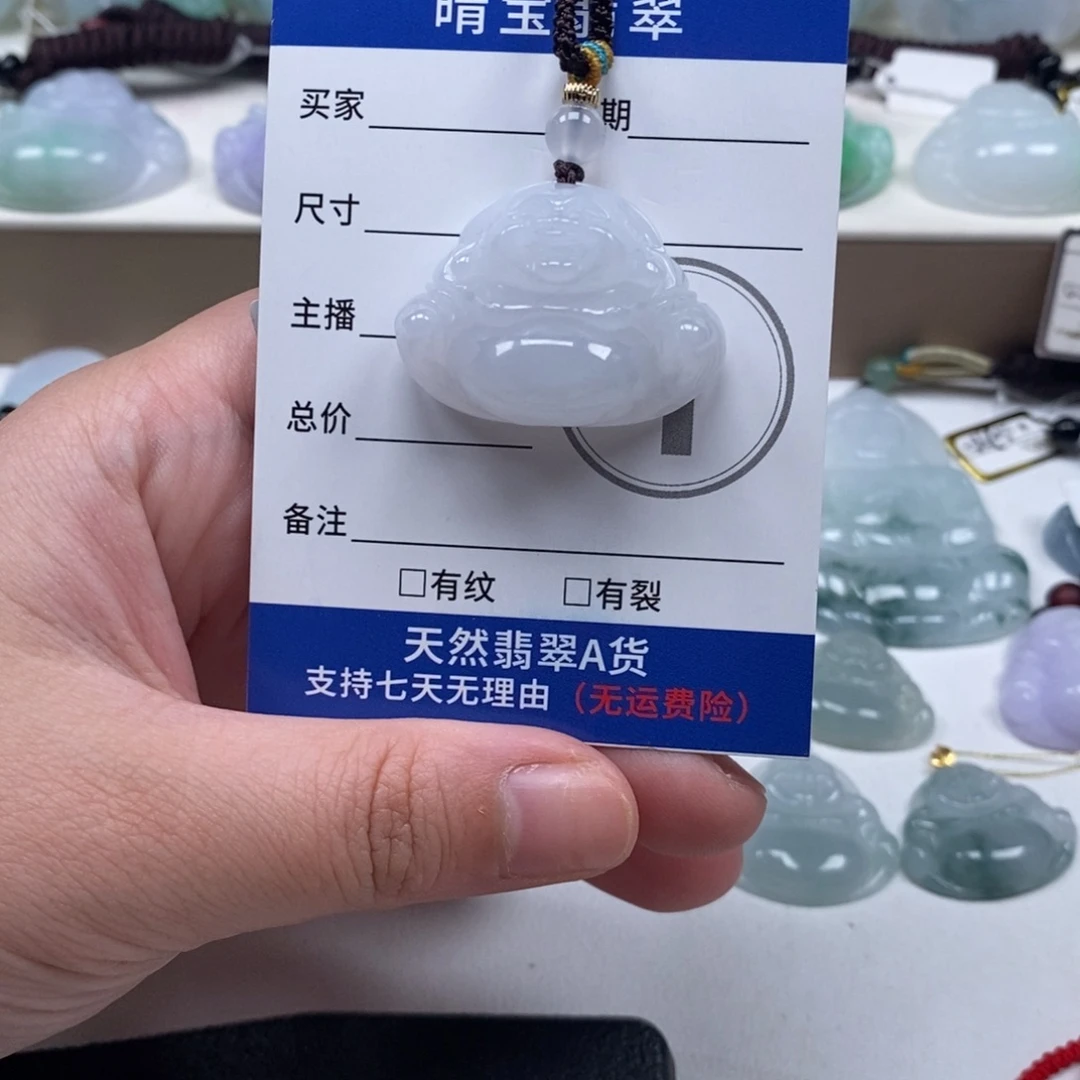 晴宝翡翠
买家
期
尺寸
主播
总价
备注
□有纹 □有裂
天然翡翠A货
支持七天无理由（无运费险）